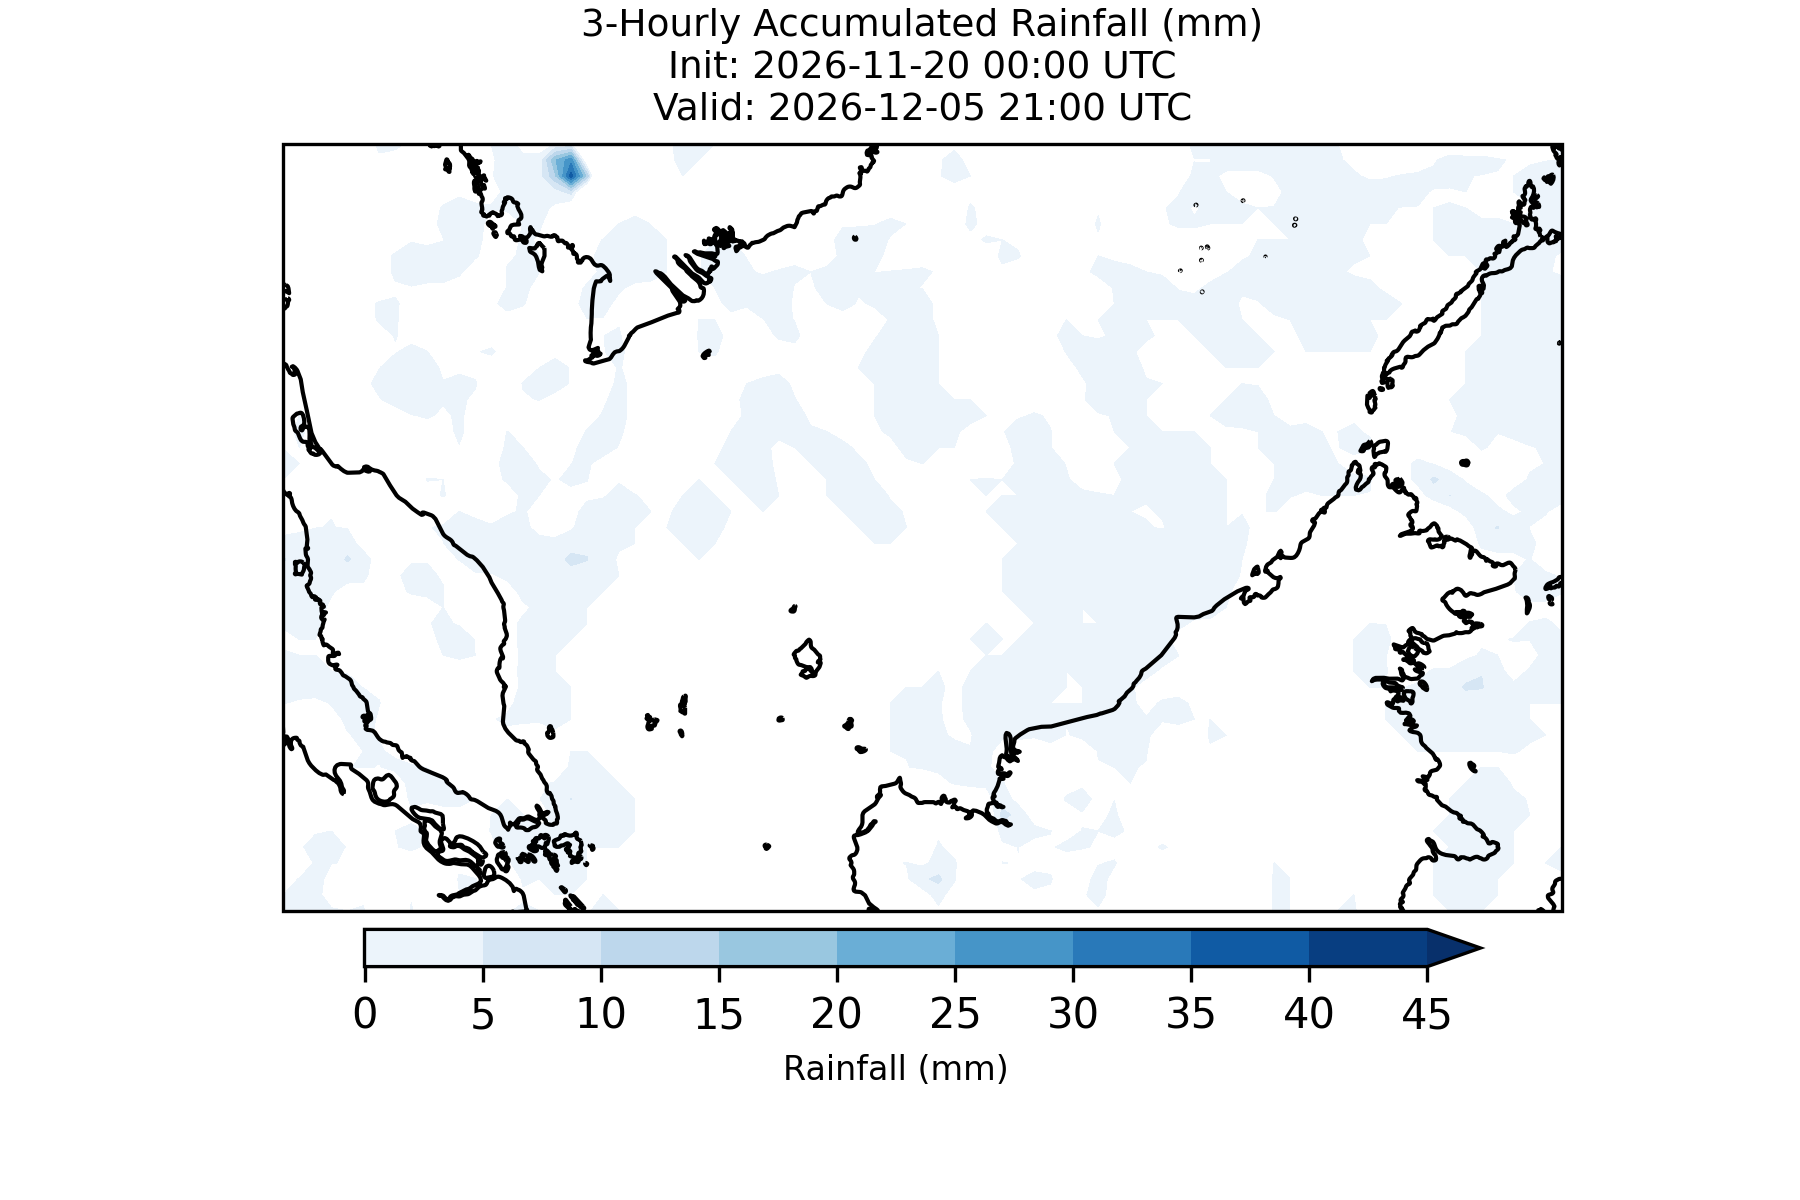 3-Hourly Accumulated Rainfall (mm)
Init: 2026-11-20 00:00 UTC
Valid: 2026-12-05 21:00 UTC
0 5 10 15 20 25 30 35 40 45
Rainfall (mm)